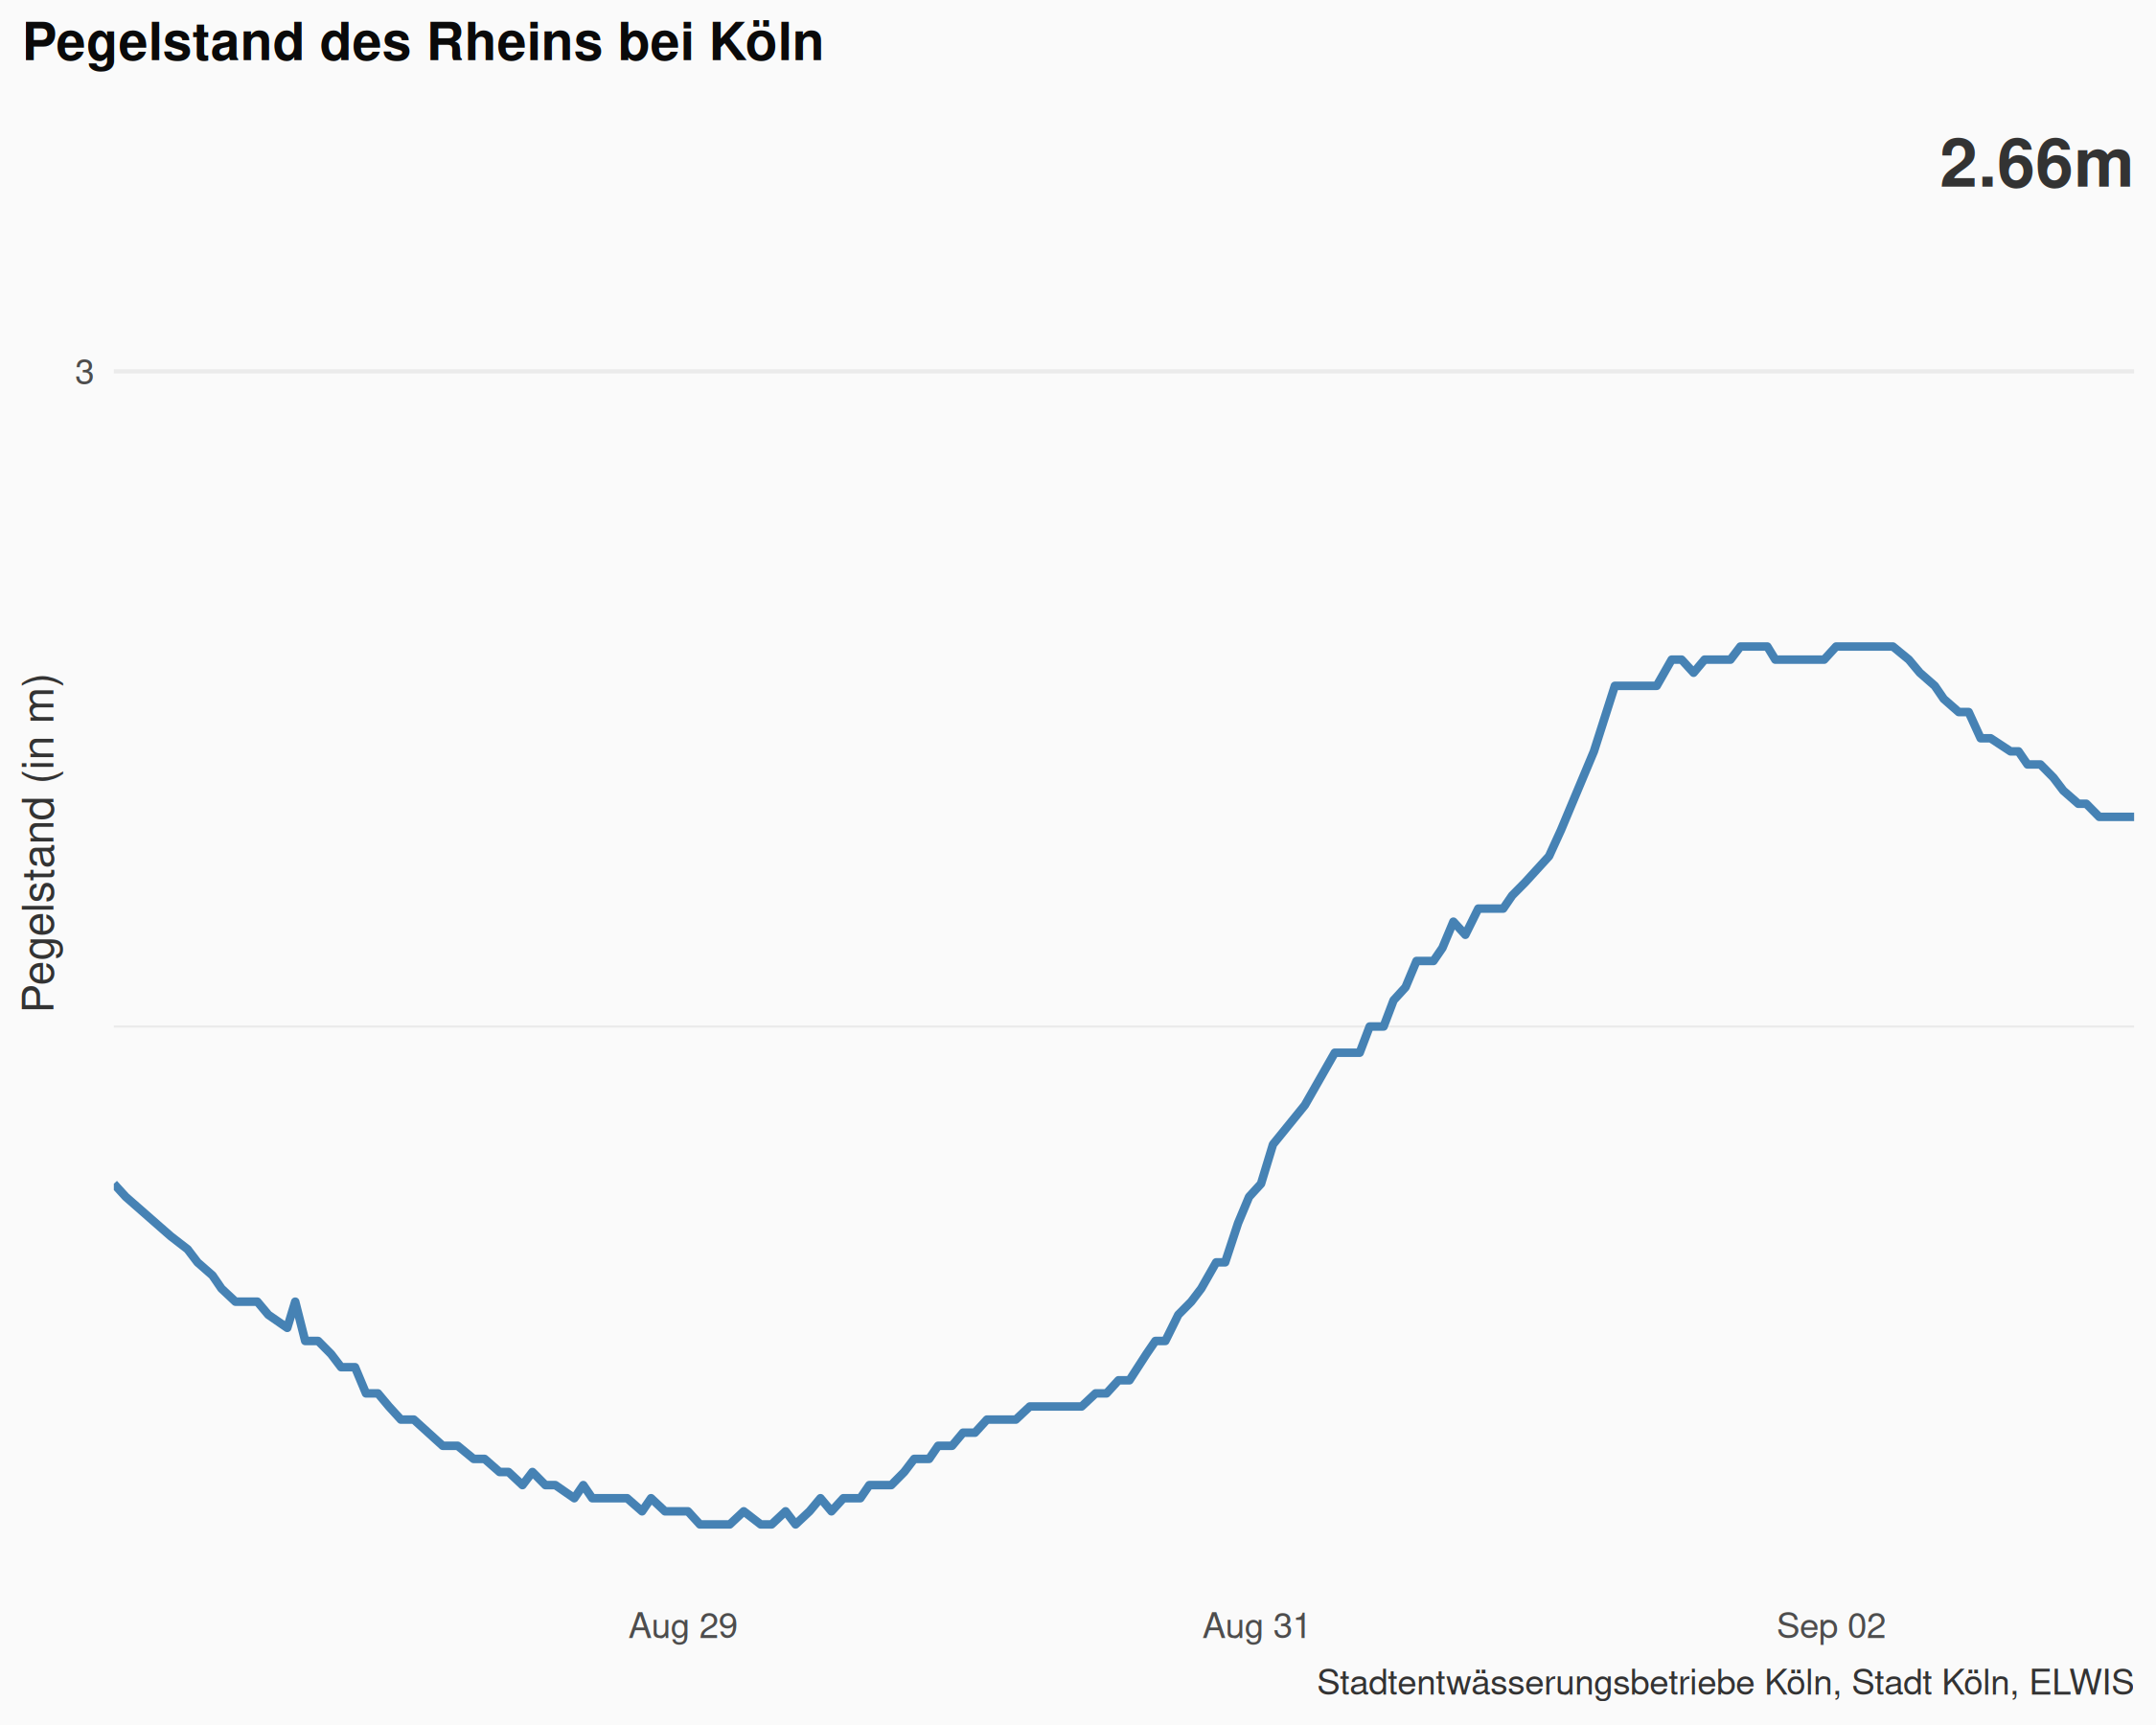 Pegelstand des Rheins bei Köln
2.66m
3
Pegelstand (in m)
Aug 29
Aug 31
Sep 02
Stadtentwässerungsbetriebe Köln, Stadt Köln, ELWIS